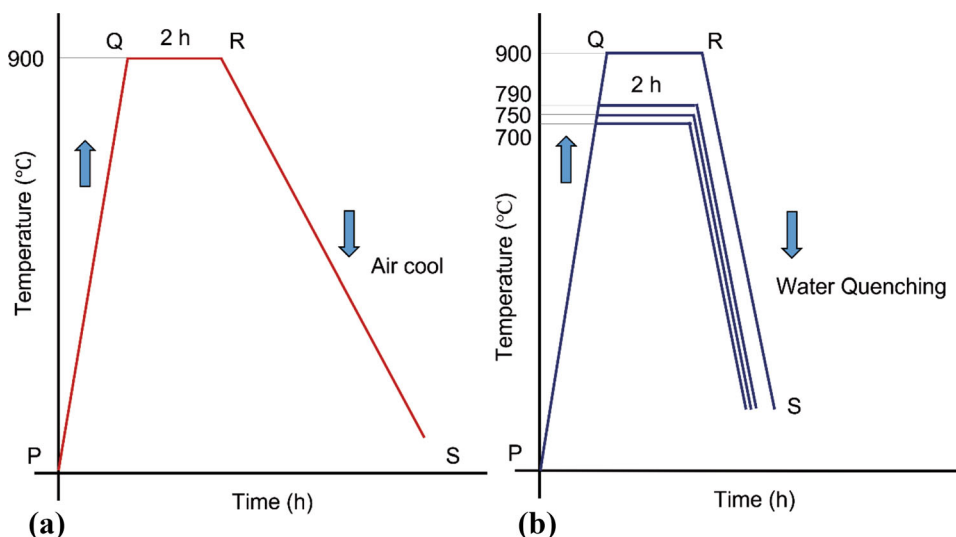 Q
2 h
R
900
Temperature (°C)
Air cool
P
S
Time (h)
(a)
Q
R
900
2 h
790
750
700
Temperature (°C)
Water Quenching
S
P
Time (h)
(b)